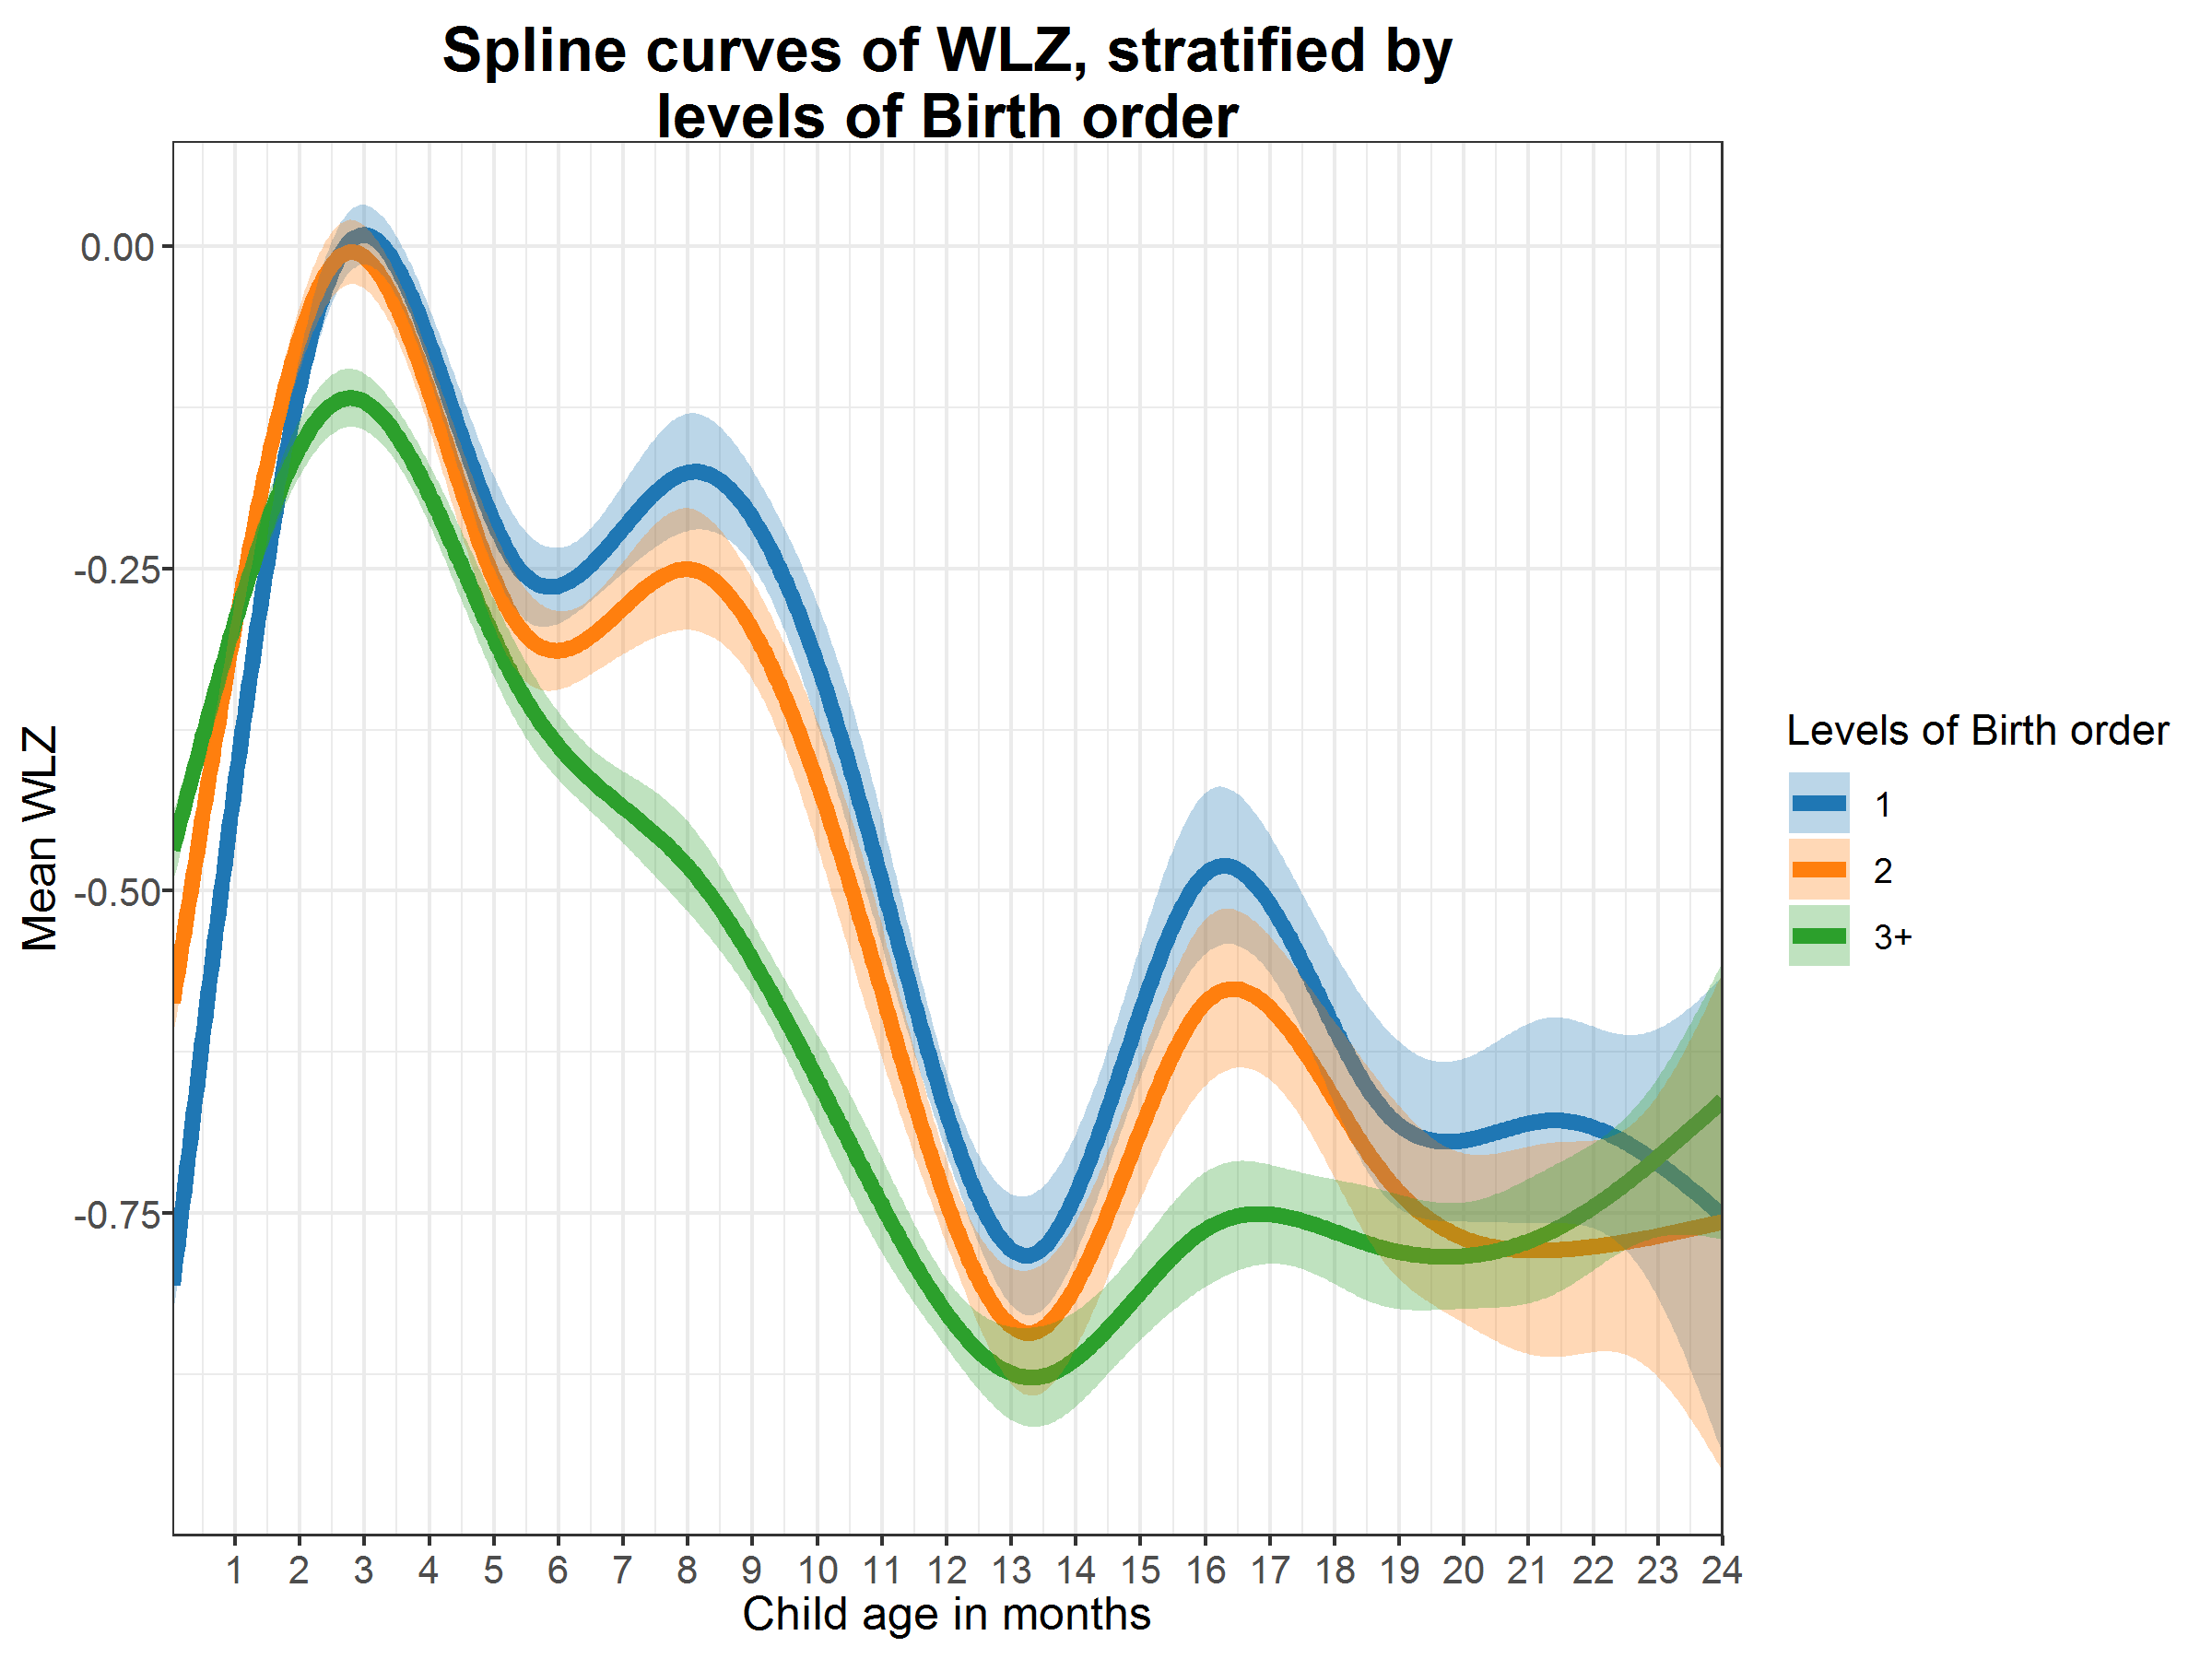 Spline curves of WLZ, stratified by
levels of Birth order
Mean WLZ
0.00
-0.25
-0.50
-0.75
1 2 3 4 5 6 7 8 9 10 11 12 13 14 15 16 17 18 19 20 21 22 23 24
Child age in months
Levels of Birth order
1
2
3+